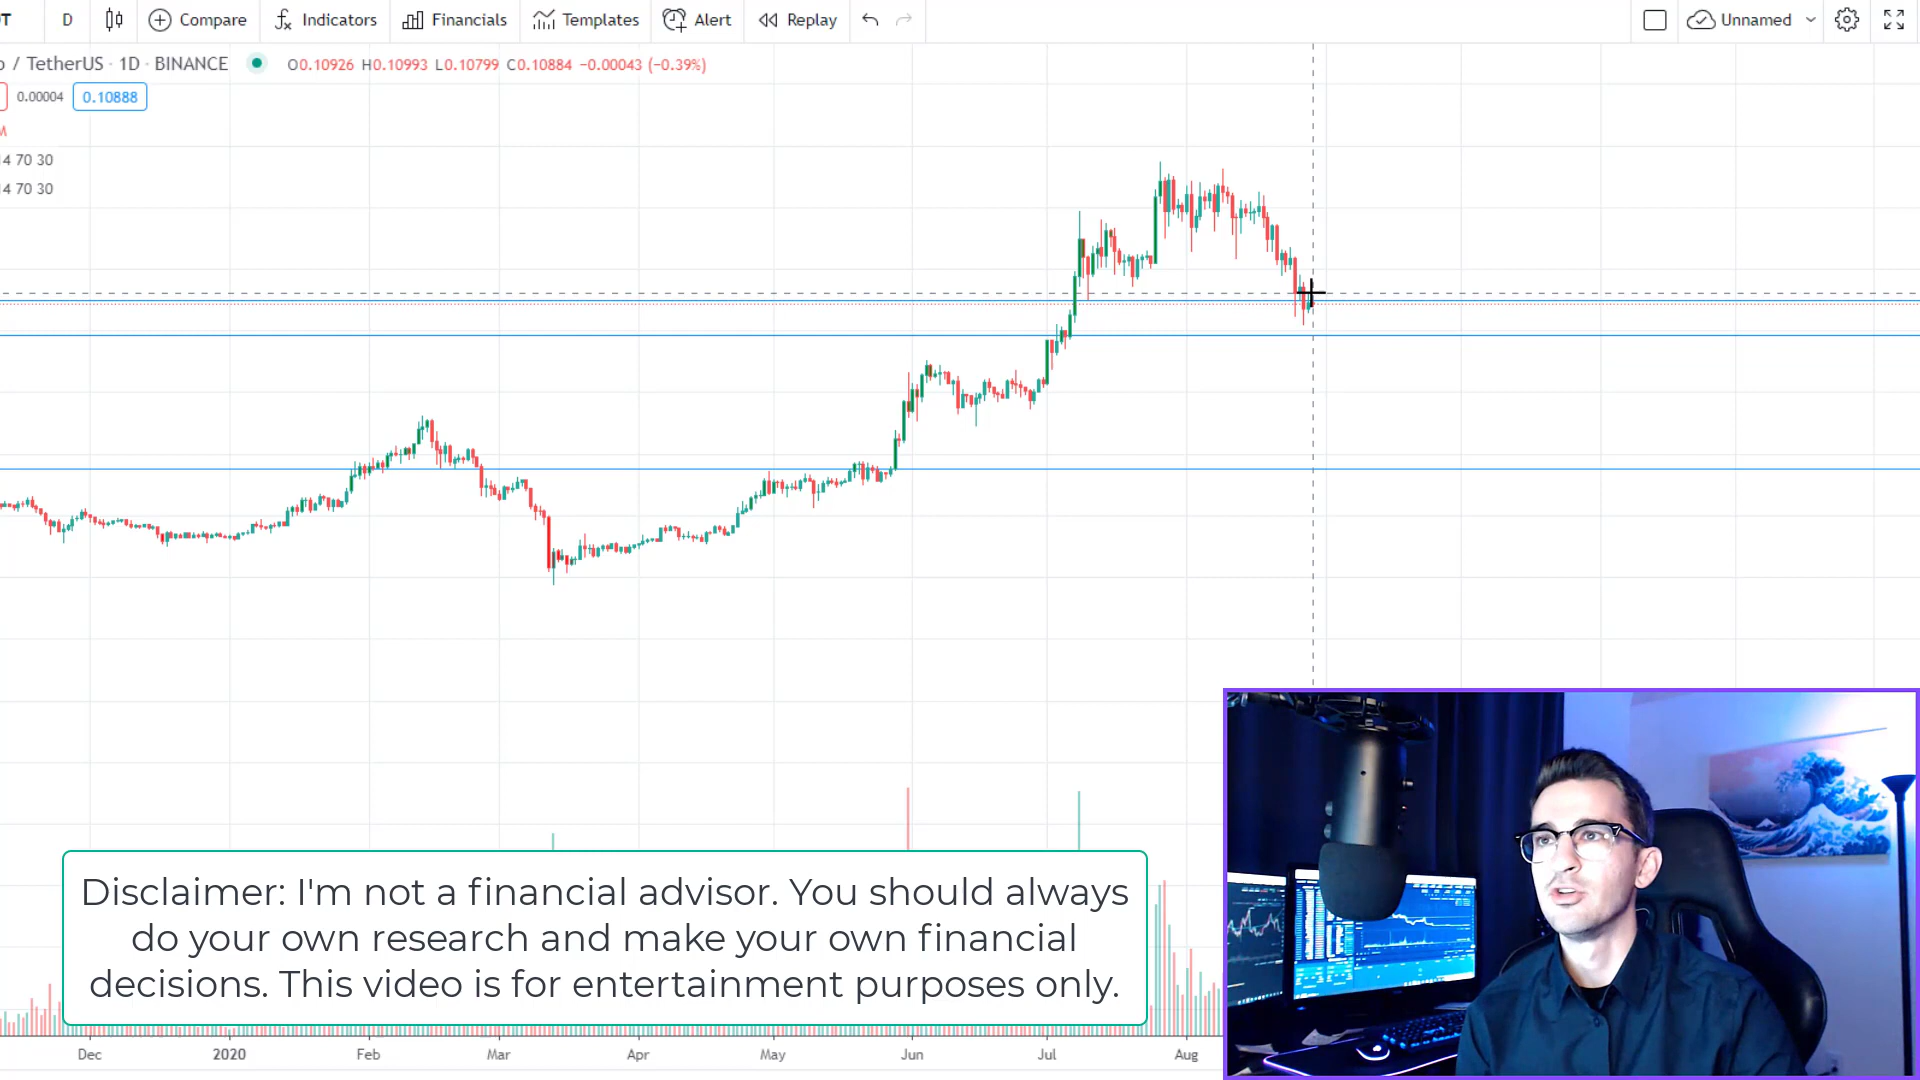 T D Compare Indicators Financials Templates Alert Replay Unnamed
o / TetherUS · 1D · BINANCE O0.10926 H0.10993 L0.10799 C0.10884 −0.00043 (−0.39%)
0.00004 0.10888
M
14 70 30
14 70 30
Disclaimer: I'm not a financial advisor. You should always
do your own research and make your own financial
decisions. This video is for entertainment purposes only.
Dec 2020 Feb Mar Apr May Jun Jul Aug